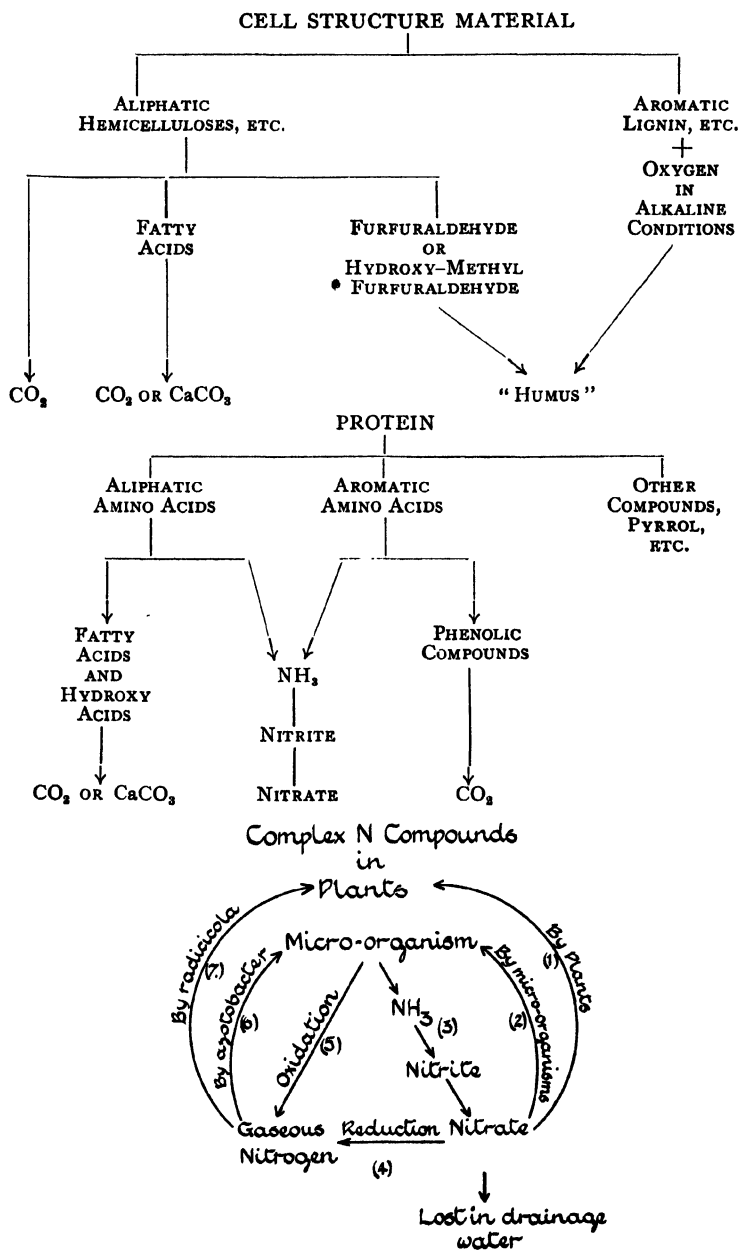 CELL STRUCTURE MATERIAL
ALIPHATIC
HEMICELLULOSES, ETC.
AROMATIC
LIGNIN, ETC.
+
OXYGEN
IN
ALKALINE
CONDITIONS
FATTY
ACIDS
FURFURALDEHYDE
OR
HYDROXY-METHYL
FURFURALDEHYDE
CO₂
CO₂ OR CaCO₃
"HUMUS"
PROTEIN
ALIPHATIC
AMINO ACIDS
AROMATIC
AMINO ACIDS
OTHER
COMPOUNDS,
PYRROL,
ETC.
FATTY
ACIDS
AND
HYDROXY
ACIDS
NH₃
PHENOLIC
COMPOUNDS
NITRITE
CO₂ OR CaCO₃
NITRATE
CO₂
Complex N Compounds
in
Plants
Micro-organism
By radicicola
(7.)
By azotobacter
(6)
Oxidation
(5)
NH₃
(3)
Nitrite
By micro-organisms
(2)
By Plants
(1)
Gaseous
Nitrogen
Reduction
(4)
Nitrate
Lost in drainage
water